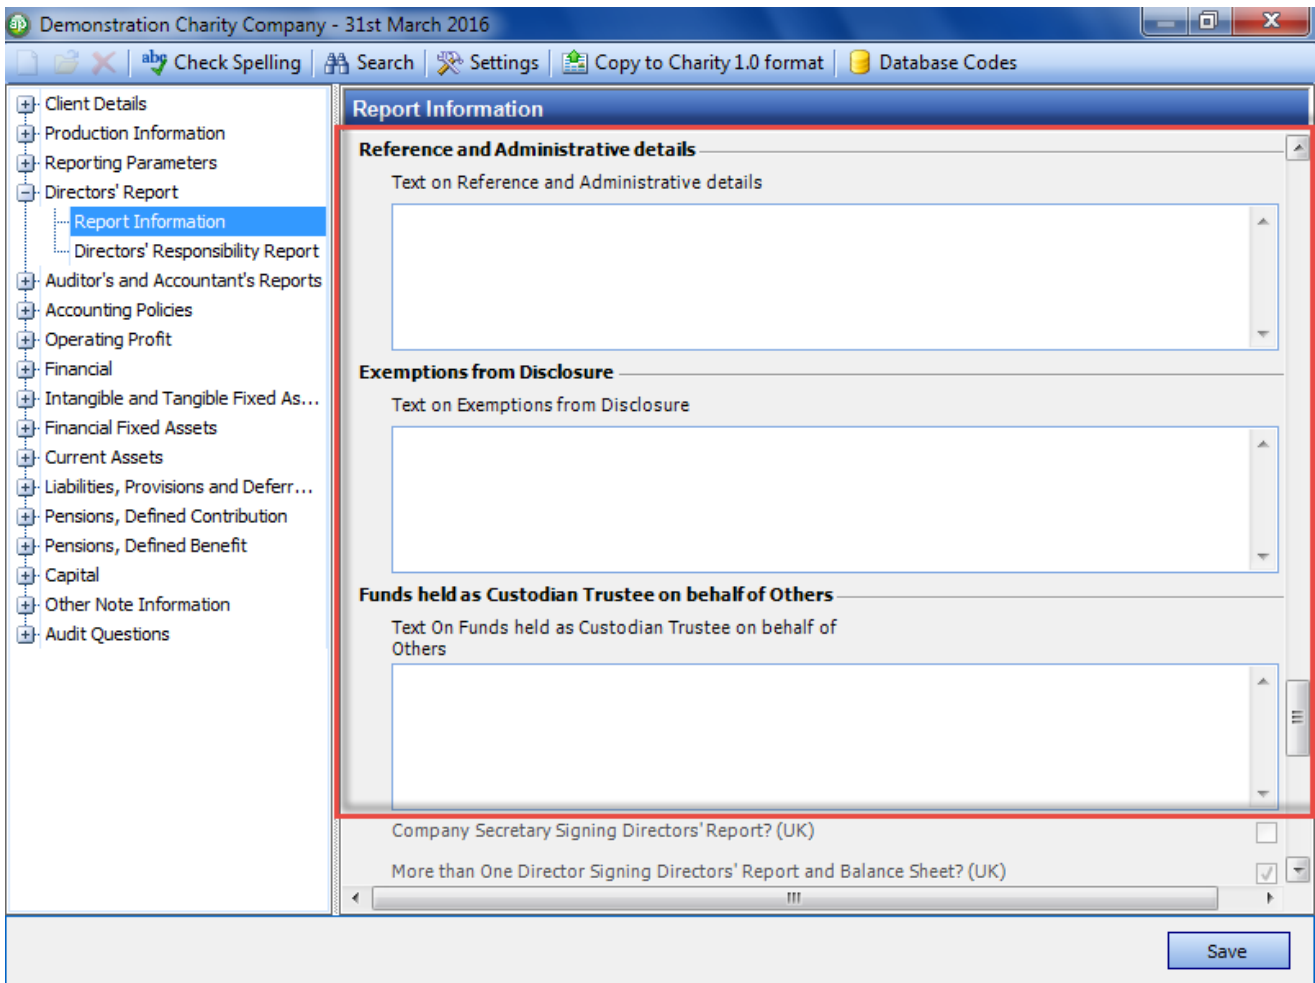 Demonstration Charity Company - 31st March 2016
abc Check Spelling Search Settings Copy to Charity 1.0 format Database Codes
Client Details
Production Information
Reporting Parameters
Directors' Report
Report Information
Directors' Responsibility Report
Auditor's and Accountant's Reports
Accounting Policies
Operating Profit
Financial
Intangible and Tangible Fixed As...
Financial Fixed Assets
Current Assets
Liabilities, Provisions and Deferr...
Pensions, Defined Contribution
Pensions, Defined Benefit
Capital
Other Note Information
Audit Questions
Report Information
Reference and Administrative details
Text on Reference and Administrative details
Exemptions from Disclosure
Text on Exemptions from Disclosure
Funds held as Custodian Trustee on behalf of Others
Text On Funds held as Custodian Trustee on behalf of
Others
Company Secretary Signing Directors' Report? (UK)
More than One Director Signing Directors' Report and Balance Sheet? (UK)
Save